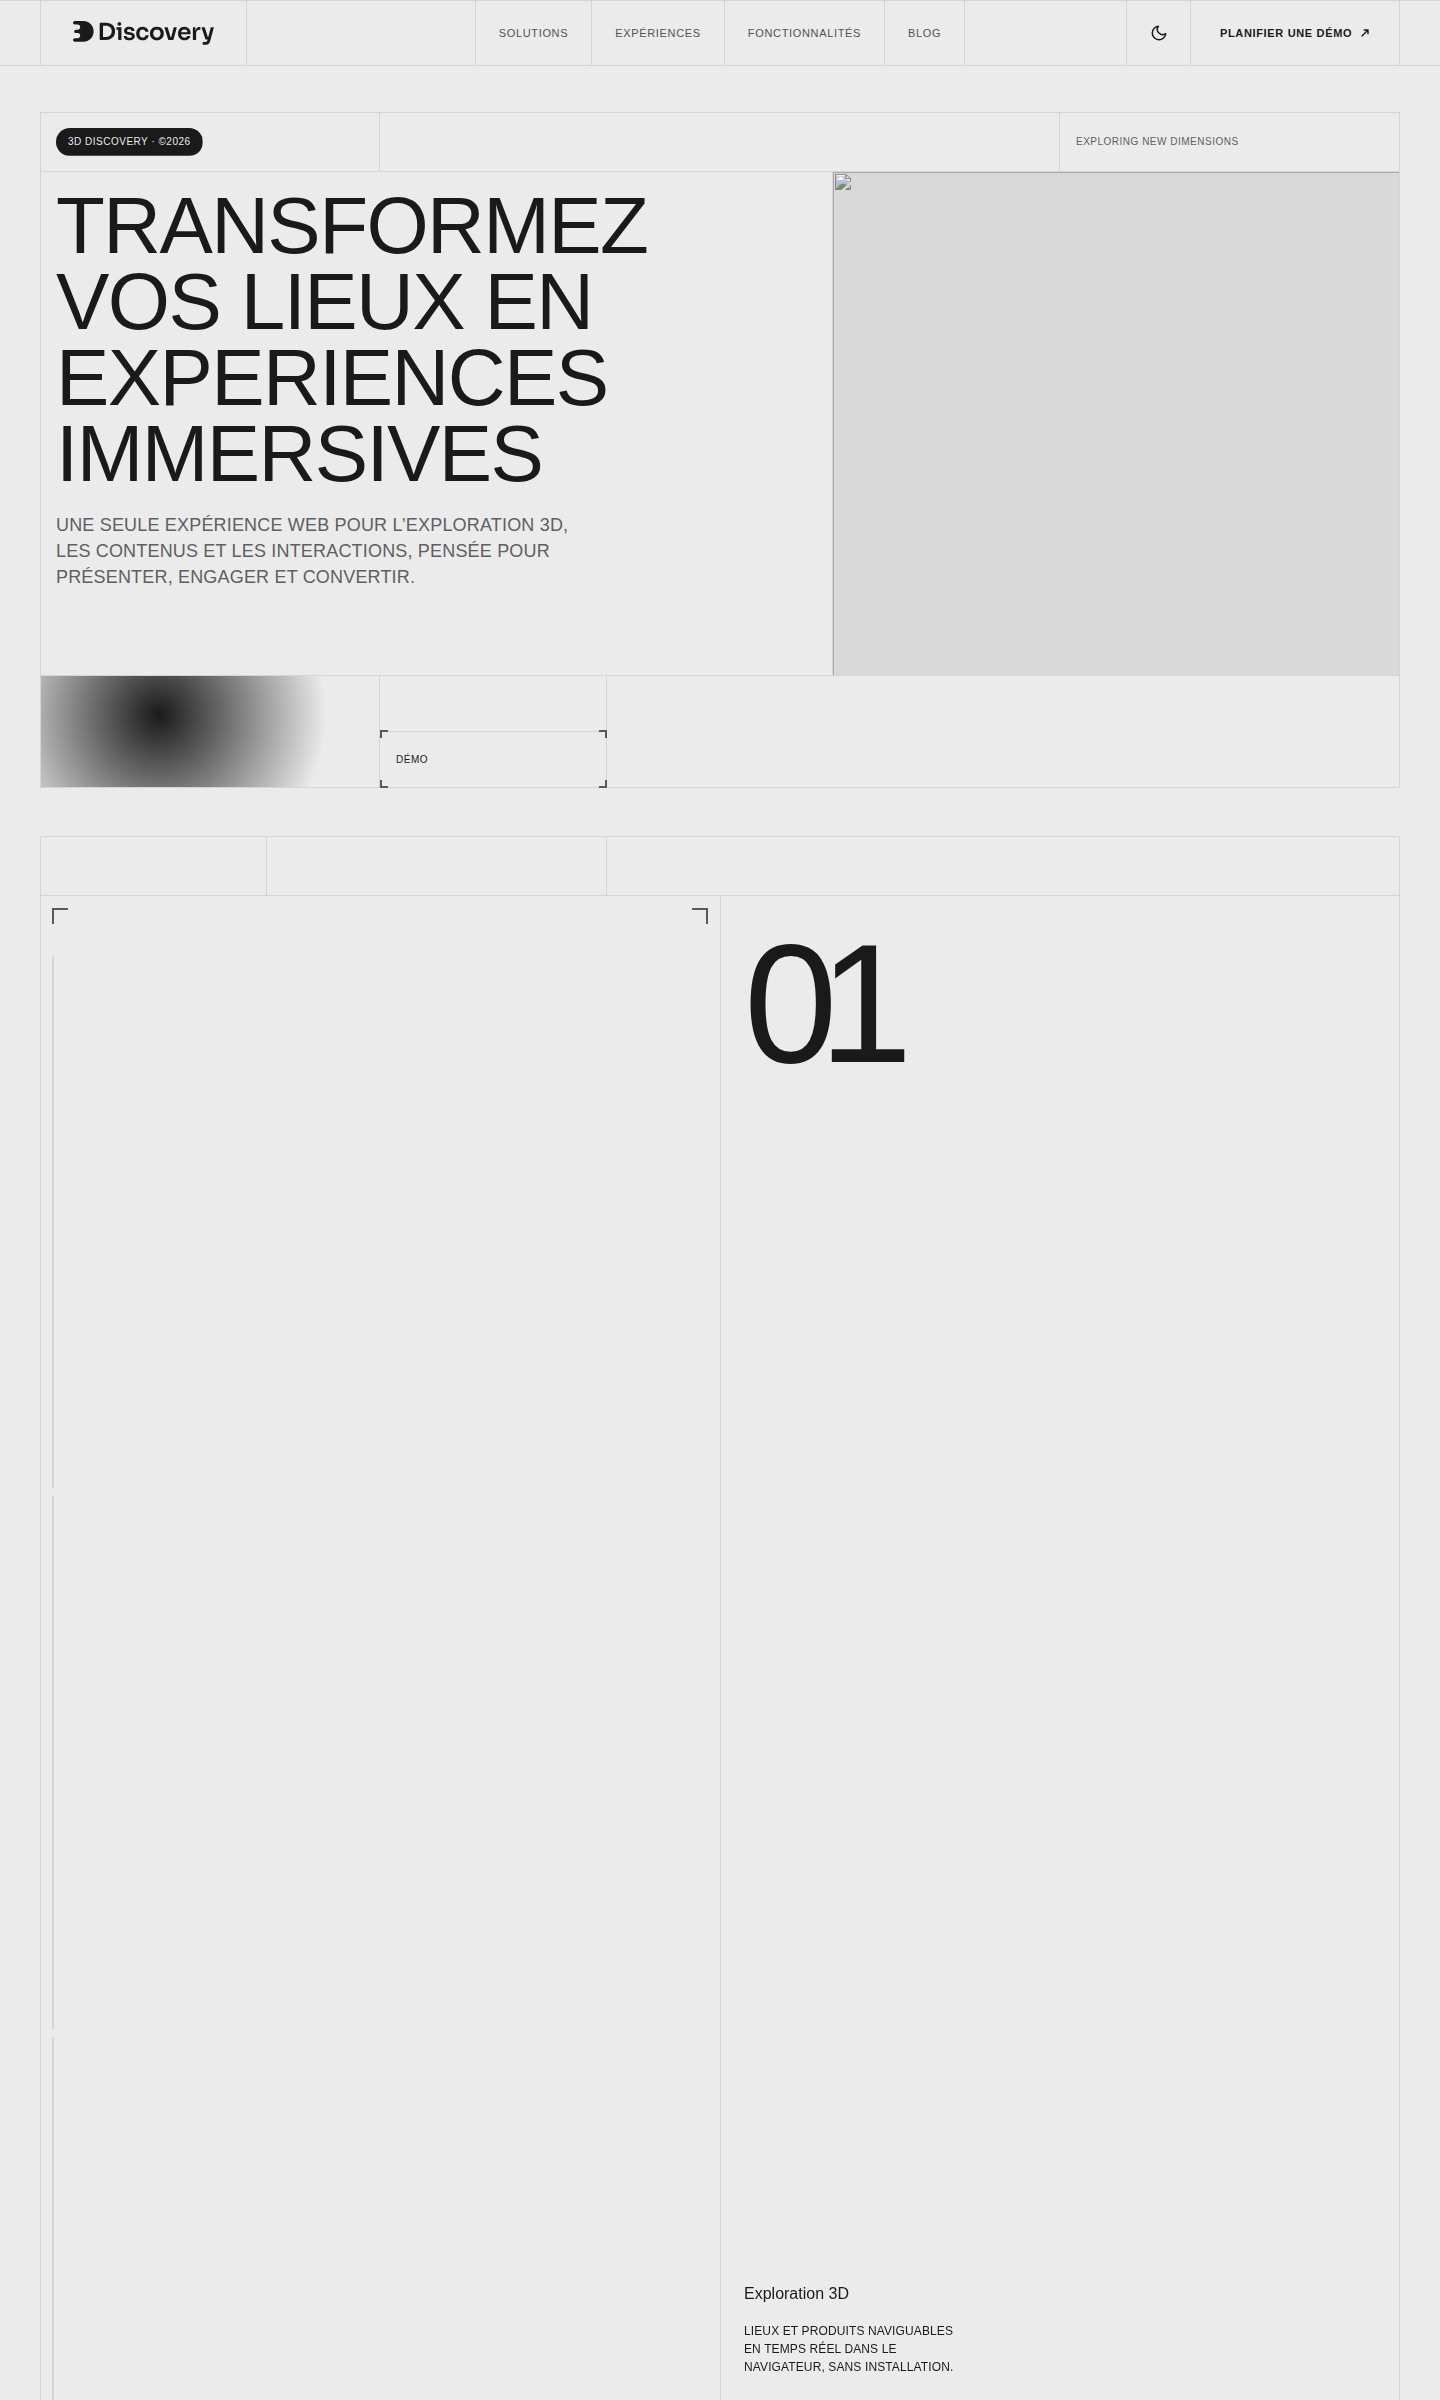 Discovery
SOLUTIONS
EXPÉRIENCES
FONCTIONNALITÉS
BLOG
PLANIFIER UNE DÉMO
3D DISCOVERY · ©2026
EXPLORING NEW DIMENSIONS
TRANSFORMEZ
VOS LIEUX EN
EXPERIENCES
IMMERSIVES
UNE SEULE EXPÉRIENCE WEB POUR L’EXPLORATION 3D,
LES CONTENUS ET LES INTERACTIONS, PENSÉE POUR
PRÉSENTER, ENGAGER ET CONVERTIR.
DÉMO
01
Exploration 3D
LIEUX ET PRODUITS NAVIGUABLES
EN TEMPS RÉEL DANS LE
NAVIGATEUR, SANS INSTALLATION.